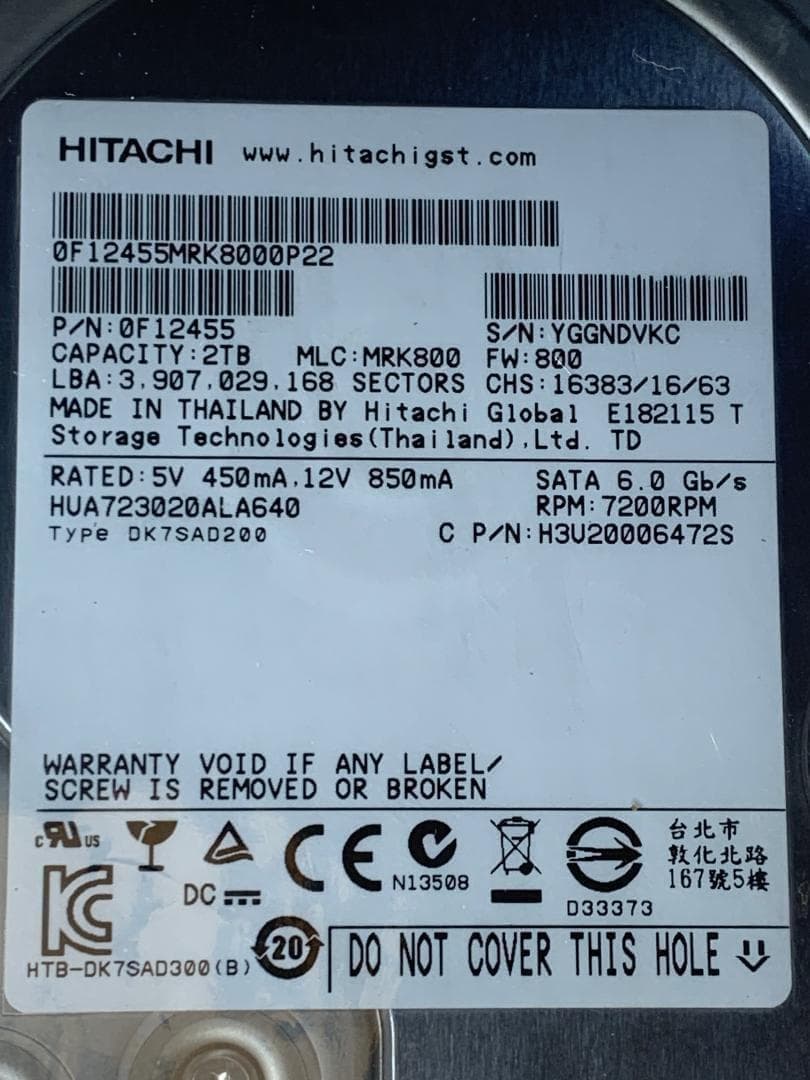 HITACHI www.hitachigst.com
0F12455MRK8000P22
P/N:0F12455
S/N:YGGNDVKC
CAPACITY:2TB MLC:MRK800 FW:800
LBA:3,907,029,168 SECTORS CHS:16383/16/63
MADE IN THAILAND BY Hitachi Global E182115 T
Storage Technologies(Thailand),Ltd. TD
RATED:5V 450mA,12V 850mA SATA 6.0 Gb/s
HUA723020ALA640 RPM:7200RPM
Type DK7SAD200 C P/N:H3U20006472S
WARRANTY VOID IF ANY LABEL/
SCREW IS REMOVED OR BROKEN
c RU US
DC
CE
N13508
D33373
台北市
敦化北路
167號5樓
KC
HTB-DK7SAD300(B)
20
DO NOT COVER THIS HOLE